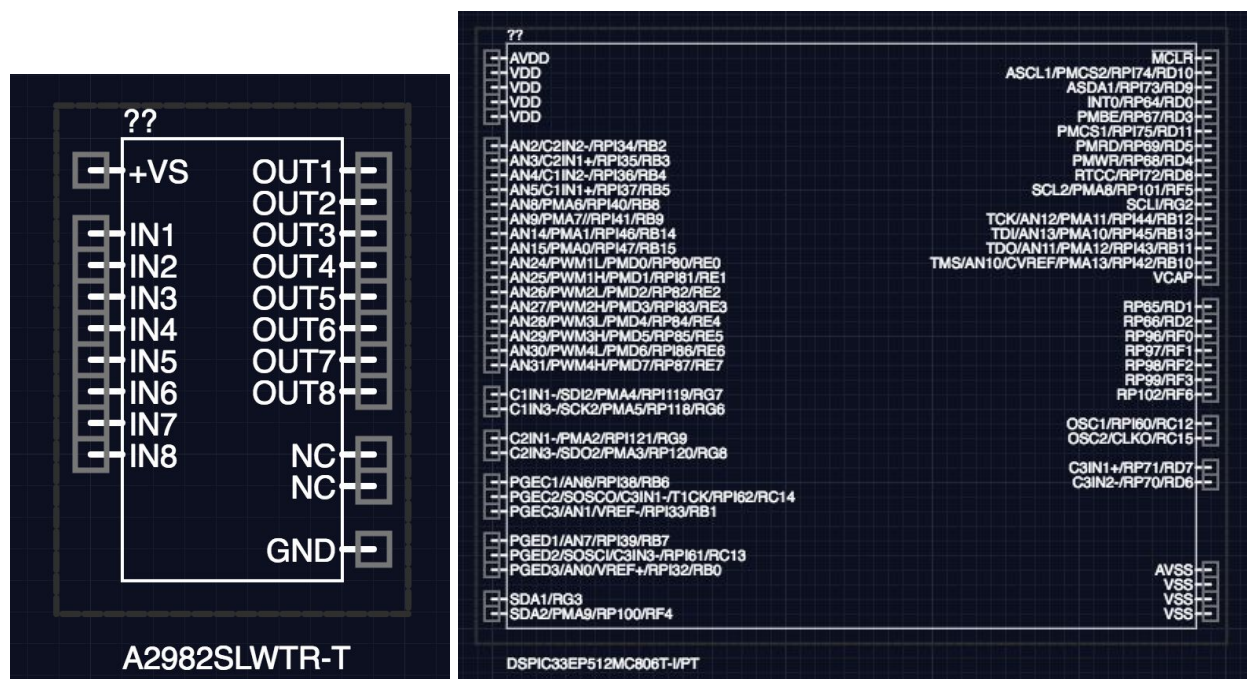 ??
+VS
IN1
IN2
IN3
IN4
IN5
IN6
IN7
IN8
OUT1
OUT2
OUT3
OUT4
OUT5
OUT6
OUT7
OUT8
NC
NC
GND
A2982SLWTR-T
??
AVDD
VDD
VDD
VDD
VDD
AN2/C2IN2-/RPI34/RB2
AN3/C2IN1+/RPI35/RB3
AN4/C1IN2-/RPI36/RB4
AN5/C1IN1+/RPI37/RB5
AN8/PMA6/RPI40/RB8
AN9/PMA7//RPI41/RB9
AN14/PMA1/RPI46/RB14
AN15/PMA0/RPI47/RB15
AN24/PWM1L/PMD0/RP80/RE0
AN25/PWM1H/PMD1/RPI81/RE1
AN26/PWM2L/PMD2/RP82/RE2
AN27/PWM2H/PMD3/RPI83/RE3
AN28/PWM3L/PMD4/RP84/RE4
AN29/PWM3H/PMD5/RP85/RE5
AN30/PWM4L/PMD6/RPI86/RE6
AN31/PWM4H/PMD7/RP87/RE7
C1IN1-/SDI2/PMA4/RPI119/RG7
C1IN3-/SCK2/PMA5/RP118/RG6
C2IN1-/PMA2/RPI121/RG9
C2IN3-/SDO2/PMA3/RP120/RG8
PGEC1/AN6/RPI38/RB6
PGEC2/SOSCO/C3IN1-/T1CK/RPI62/RC14
PGEC3/AN1/VREF-/RPI33/RB1
PGED1/AN7/RPI39/RB7
PGED2/SOSCI/C3IN3-/RPI61/RC13
PGED3/AN0/VREF+/RPI32/RB0
SDA1/RG3
SDA2/PMA9/RP100/RF4
MCLR
ASCL1/PMCS2/RPI74/RD10
ASDA1/RPI73/RD9
INT0/RP64/RD0
PMBE/RP67/RD3
PMCS1/RPI75/RD11
PMRD/RP69/RD5
PMWR/RP68/RD4
RTCC/RPI72/RD8
SCL2/PMA8/RP101/RF5
SCLI/RG2
TCK/AN12/PMA11/RPI44/RB12
TDI/AN13/PMA10/RPI45/RB13
TDO/AN11/PMA12/RPI43/RB11
TMS/AN10/CVREF/PMA13/RPI42/RB10
VCAP
RP65/RD1
RP66/RD2
RP96/RF0
RP97/RF1
RP98/RF2
RP99/RF3
RP102/RF6
OSC1/RPI60/RC12
OSC2/CLKO/RC15
C3IN1+/RP71/RD7
C3IN2-/RP70/RD6
AVSS
VSS
VSS
VSS
DSPIC33EP512MC806T-I/PT